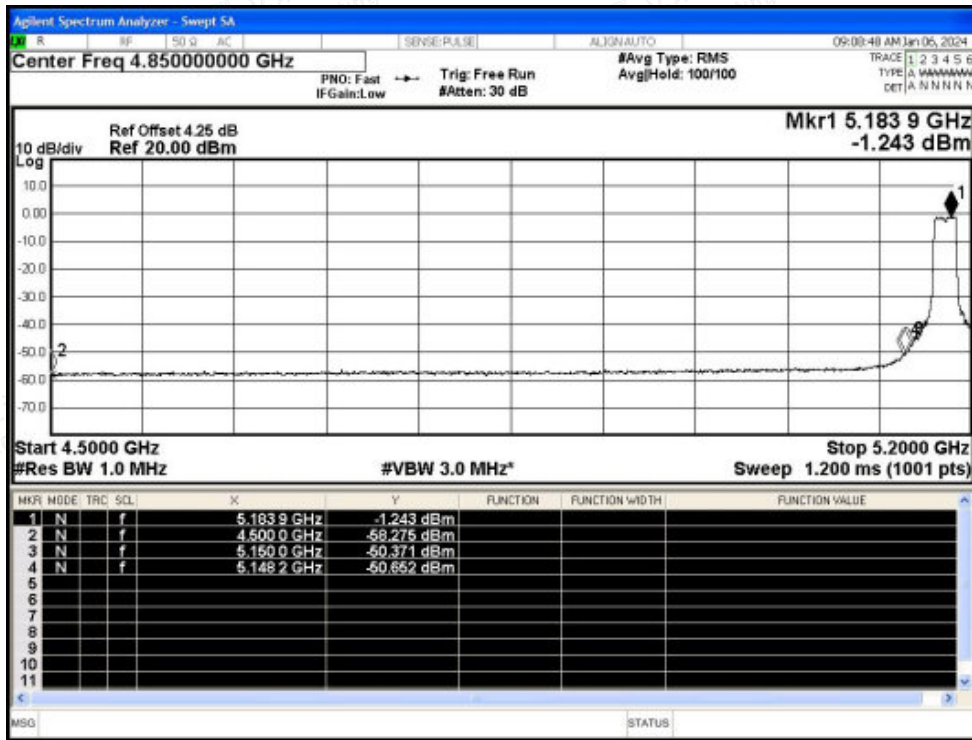 Agilent Spectrum Analyzer - Swept SA
R RF 50 Ω AC SENSE:PULSE ALIGNAUTO 09:08:48 AM Jan 06, 2024
Center Freq 4.850000000 GHz
PNO: Fast
IFGain:Low
Trig: Free Run
#Atten: 30 dB
#Avg Type: RMS
Avg|Hold: 100/100
TRACE 1 2 3 4 5 6
TYPE A
DET A N N N N N
Ref Offset 4.25 dB
10 dB/div Ref 20.00 dBm
Log
Mkr1 5.183 9 GHz
-1.243 dBm
10.0
0.00
-10.0
-20.0
-30.0
-40.0
-50.0
-60.0
-70.0
1
2
Start 4.5000 GHz Stop 5.2000 GHz
#Res BW 1.0 MHz #VBW 3.0 MHz* Sweep 1.200 ms (1001 pts)
MKR MODE TRC SCL X Y FUNCTION FUNCTION WIDTH FUNCTION VALUE
1 N f 5.183 9 GHz -1.243 dBm
2 N f 4.500 0 GHz -58.275 dBm
3 N f 5.150 0 GHz -50.371 dBm
4 N f 5.148 2 GHz -50.652 dBm
5
6
7
8
9
10
11
MSG STATUS